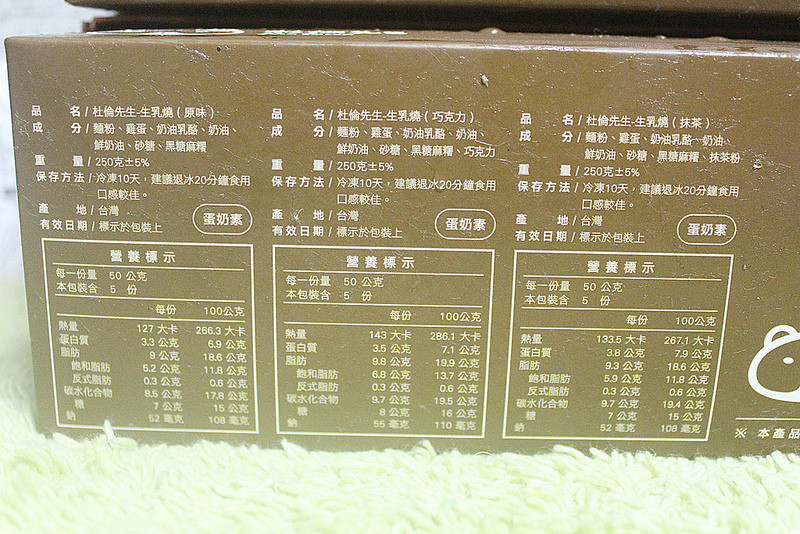 品 名/杜倫先生-生乳燒(原味)
成 分/麵粉、雞蛋、奶油乳酪、奶油、
鮮奶油、砂糖、黑糖麻糬
重 量/250克±5%
保存方法/冷凍10天,建議退冰20分鐘食用
口感較佳。
產 地/台灣
有效日期/標示於包裝上
蛋奶素
營養標示
每一份量 50 公克
本包裝含 5 份
每份 100公克
熱量 127 大卡 266.3 大卡
蛋白質 3.3 公克 6.9 公克
脂肪 9 公克 18.6 公克
飽和脂肪 5.2 公克 11.8 公克
反式脂肪 0.3 公克 0.6 公克
碳水化合物 8.5 公克 17.8 公克
糖 7 公克 15 公克
鈉 52 毫克 108 毫克
品 名/杜倫先生-生乳燒(巧克力)
成 分/麵粉、雞蛋、奶油乳酪、奶油、
鮮奶油、砂糖、黑糖麻糬、巧克力
重 量/250克±5%
保存方法/冷凍10天,建議退冰20分鐘食用
口感較佳。
產 地/台灣
有效日期/標示於包裝上
蛋奶素
營養標示
每一份量 50 公克
本包裝含 5 份
每份 100公克
熱量 143 大卡 286.1 大卡
蛋白質 3.5 公克 7.1 公克
脂肪 9.8 公克 19.9 公克
飽和脂肪 6.8 公克 13.7 公克
反式脂肪 0.3 公克 0.6 公克
碳水化合物 9.7 公克 19.5 公克
糖 8 公克 16 公克
鈉 55 毫克 110 毫克
品 名/杜倫先生-生乳燒(抹茶)
成 分/麵粉、雞蛋、奶油乳酪、奶油、
鮮奶油、砂糖、黑糖麻糬、抹茶粉
重 量/250克±5%
保存方法/冷凍10天,建議退冰20分鐘食用
口感較佳。
產 地/台灣
有效日期/標示於包裝上
蛋奶素
營養標示
每一份量 50 公克
本包裝含 5 份
每份 100公克
熱量 133.5 大卡 267.1 大卡
蛋白質 3.8 公克 7.9 公克
脂肪 9.3 公克 18.6 公克
飽和脂肪 5.9 公克 11.8 公克
反式脂肪 0.3 公克 0.6 公克
碳水化合物 9.7 公克 19.4 公克
糖 7 公克 15 公克
鈉 52 毫克 108 毫克
※ 本產品